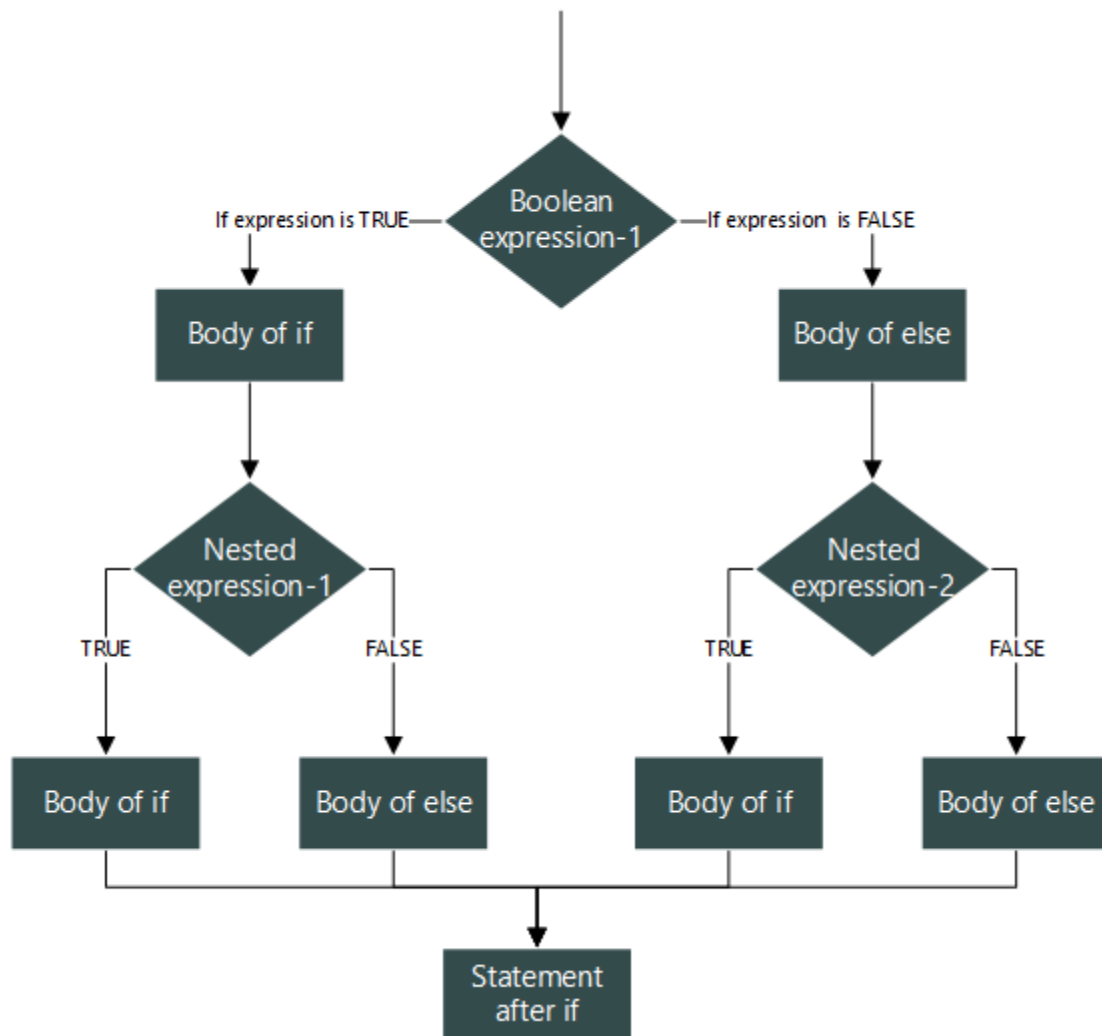 Boolean
expression-1
If expression is TRUE
If expression  is FALSE
Body of if
Body of else
Nested
expression-1
Nested
expression-2
TRUE
FALSE
TRUE
FALSE
Body of if
Body of else
Body of if
Body of else
Statement
after if